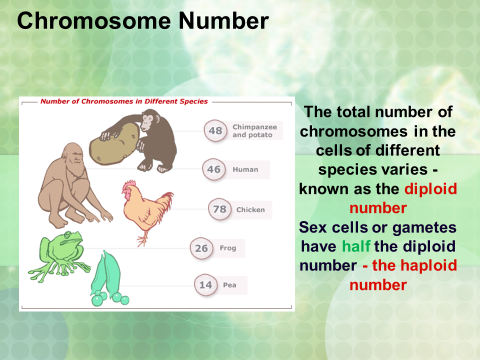 Chromosome Number
Number of Chromosomes in Different Species
48 Chimpanzee
and potato
46 Human
78 Chicken
26 Frog
14 Pea
The total number of
chromosomes in the
cells of different
species varies -
known as the diploid
number
Sex cells or gametes
have half the diploid
number - the haploid
number